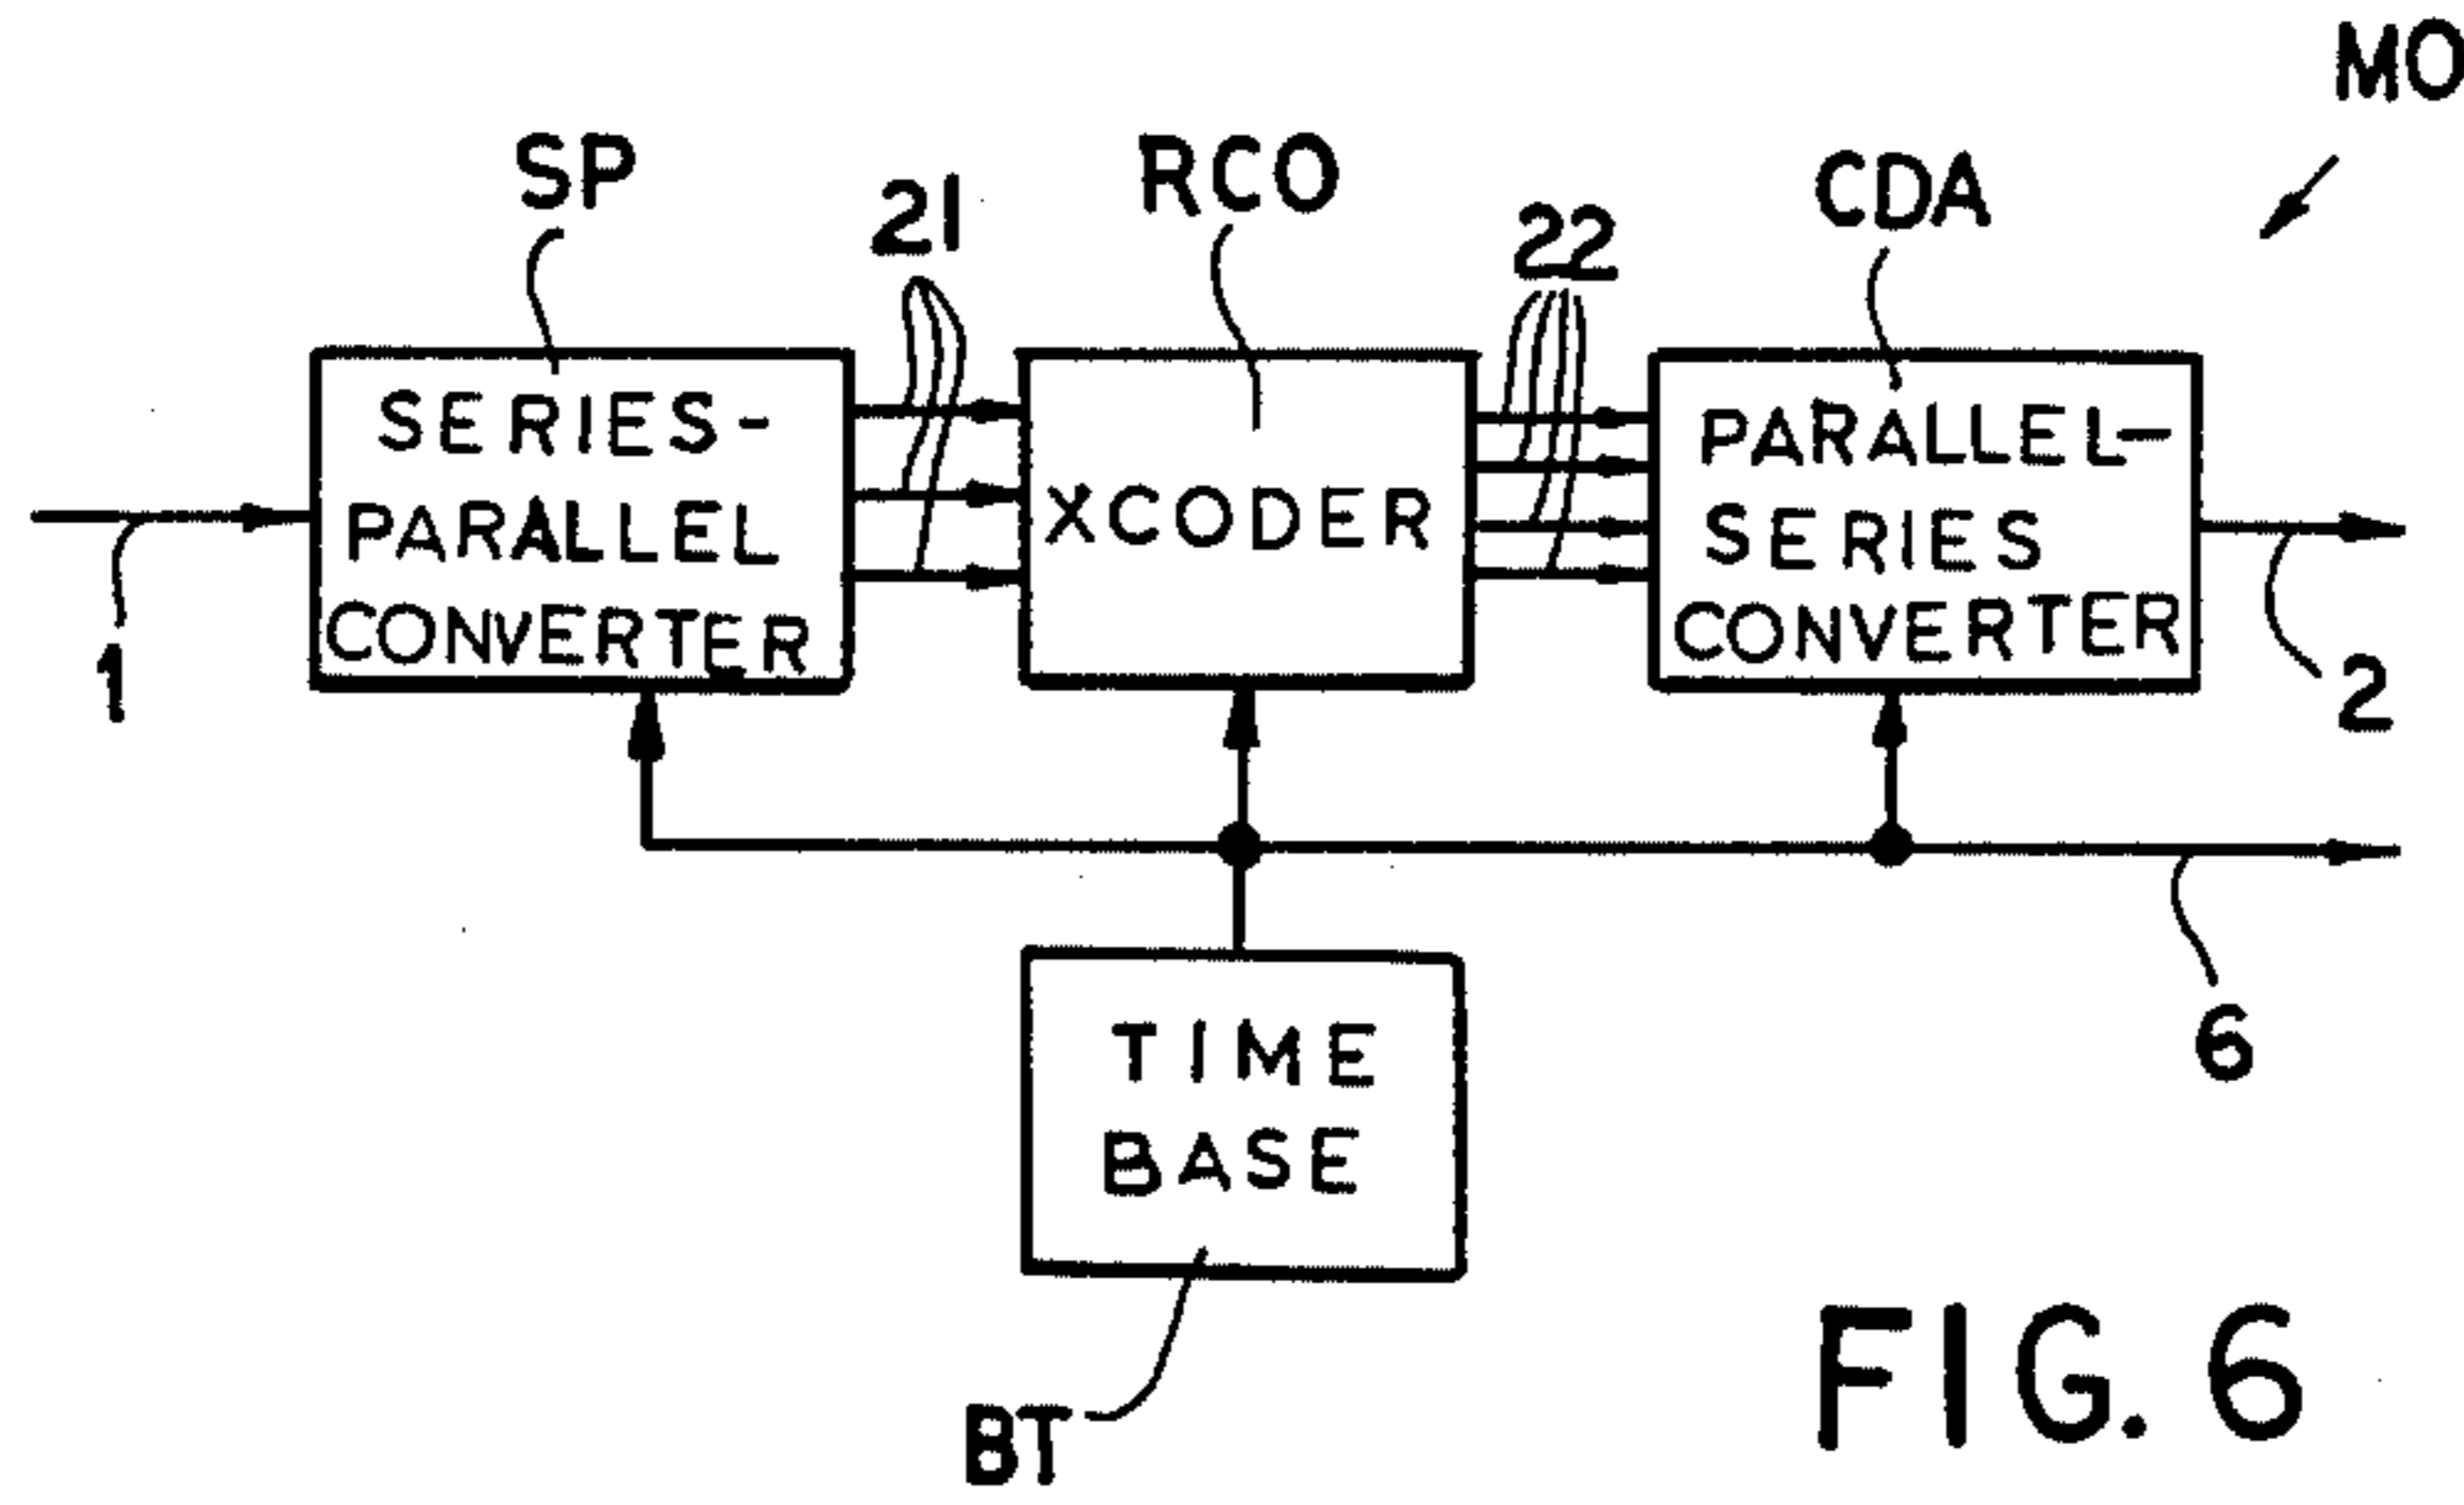 MO
SP
21
RCO
22
CDA
SERIES-
PARALLEL
CONVERTER
XCODER
PARALLEL-
SERIES
CONVERTER
1
2
6
TIME
BASE
BT
FIG. 6